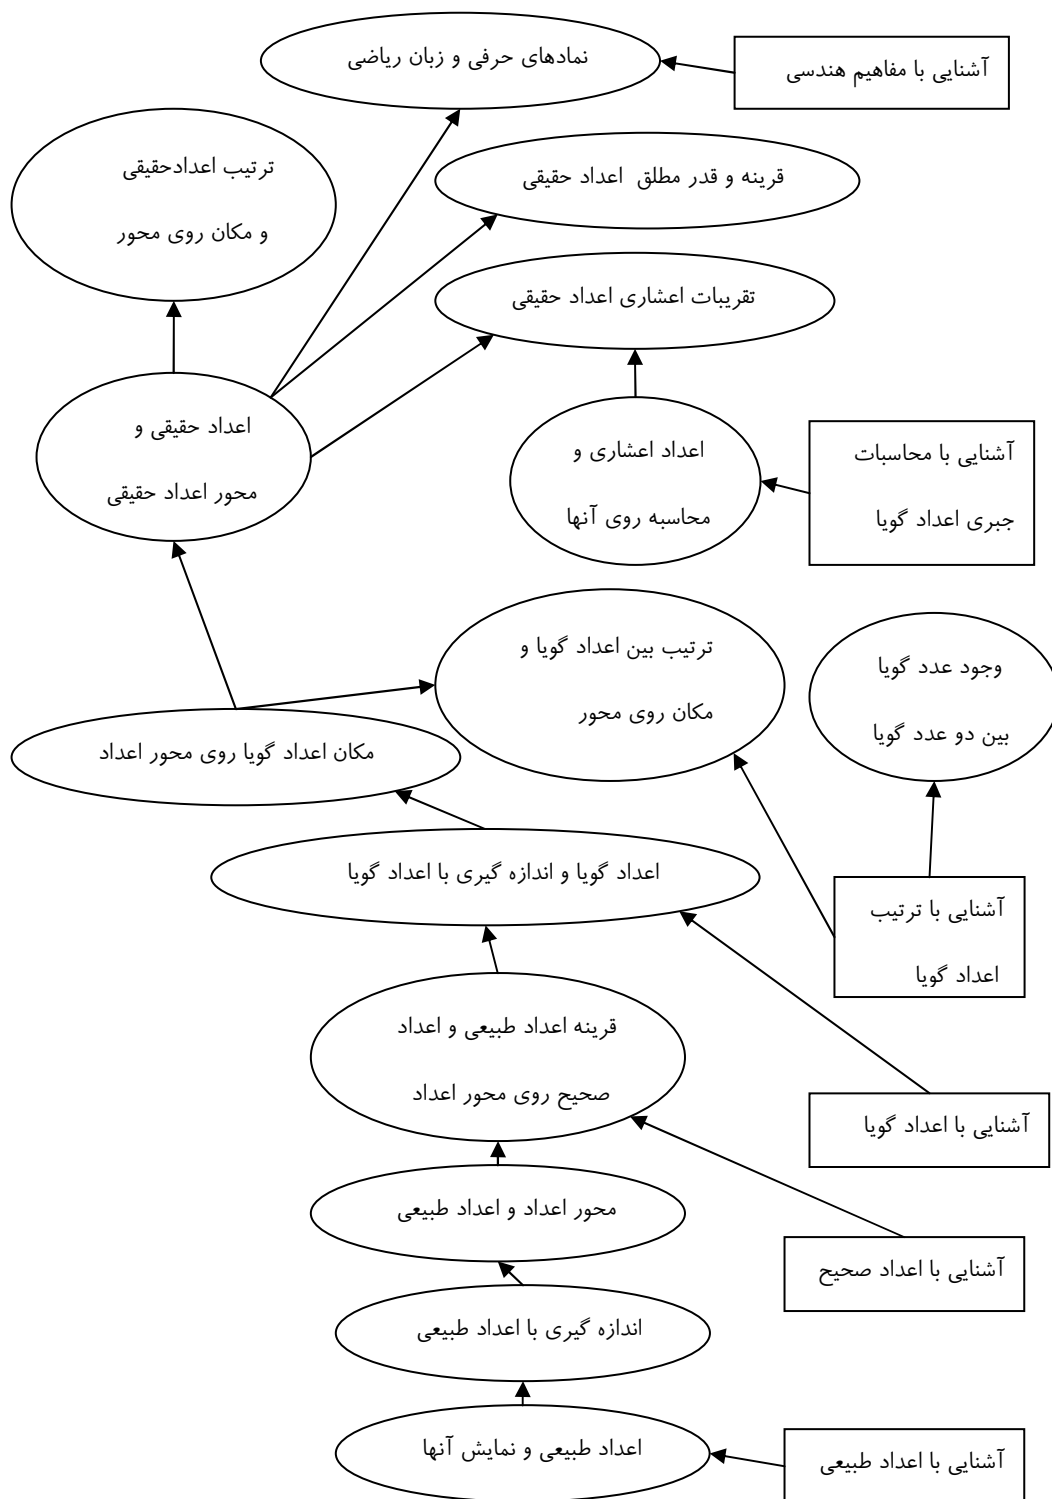 نمادهای حرفی و زبان ریاضی
آشنایی با مفاهیم هندسی
ترتیب اعدادحقیقی
و مکان روی محور
قرینه و قدر مطلق اعداد حقیقی
تقریبات اعشاری اعداد حقیقی
اعداد حقیقی و
محور اعداد حقیقی
اعداد اعشاری و
محاسبه روی آنها
آشنایی با محاسبات
جبری اعداد گویا
ترتیب بین اعداد گویا و
مکان روی محور
وجود عدد گویا
بین دو عدد گویا
مکان اعداد گویا روی محور اعداد
اعداد گویا و اندازه گیری با اعداد گویا
آشنایی با ترتیب
اعداد گویا
قرینه اعداد طبیعی و اعداد
صحیح روی محور اعداد
آشنایی با اعداد گویا
محور اعداد و اعداد طبیعی
آشنایی با اعداد صحیح
اندازه گیری با اعداد طبیعی
اعداد طبیعی و نمایش آنها
آشنایی با اعداد طبیعی